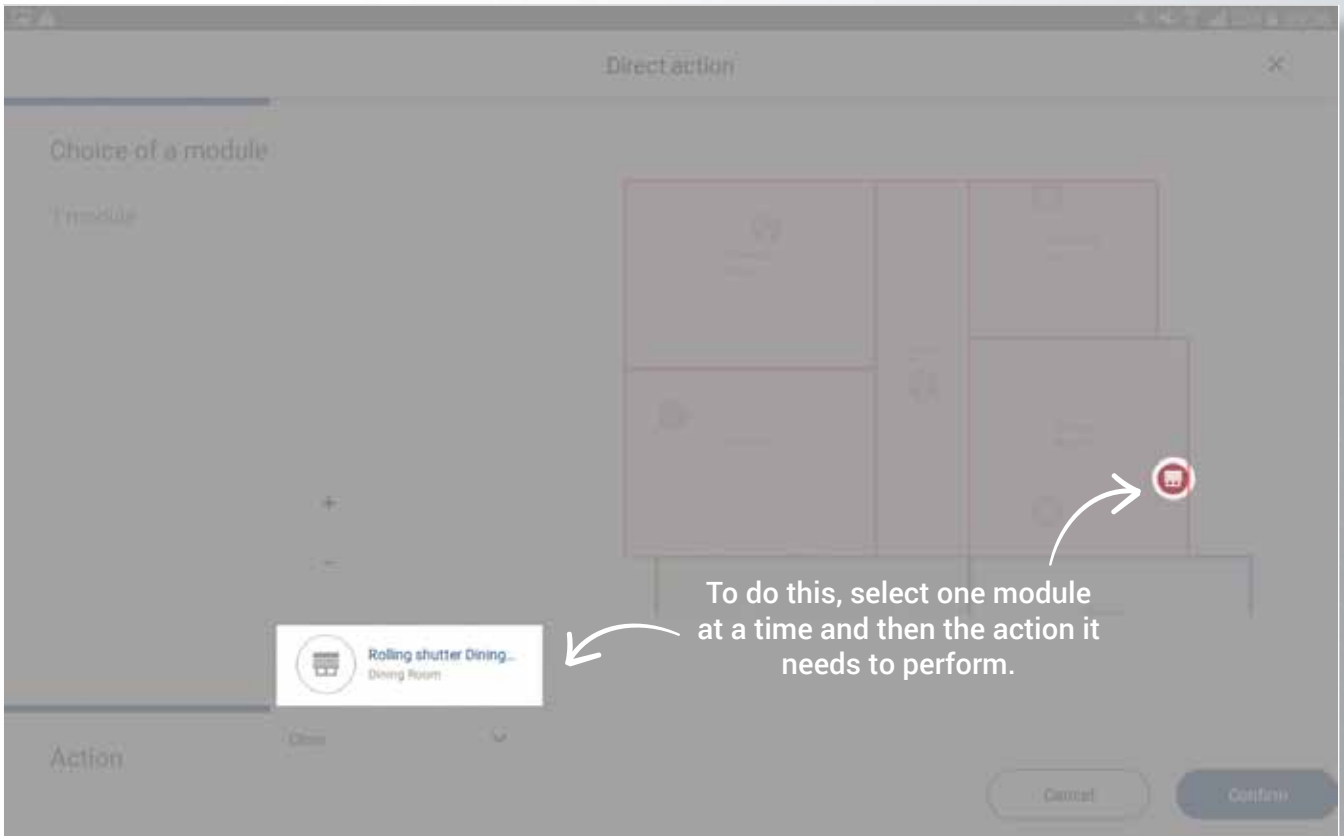 Direct action
Choice of a module
1 module
+
−
To do this, select one module
at a time and then the action it
needs to perform.
Rolling shutter Dining...
Dining Room
Close
Action
Cancel
Confirm